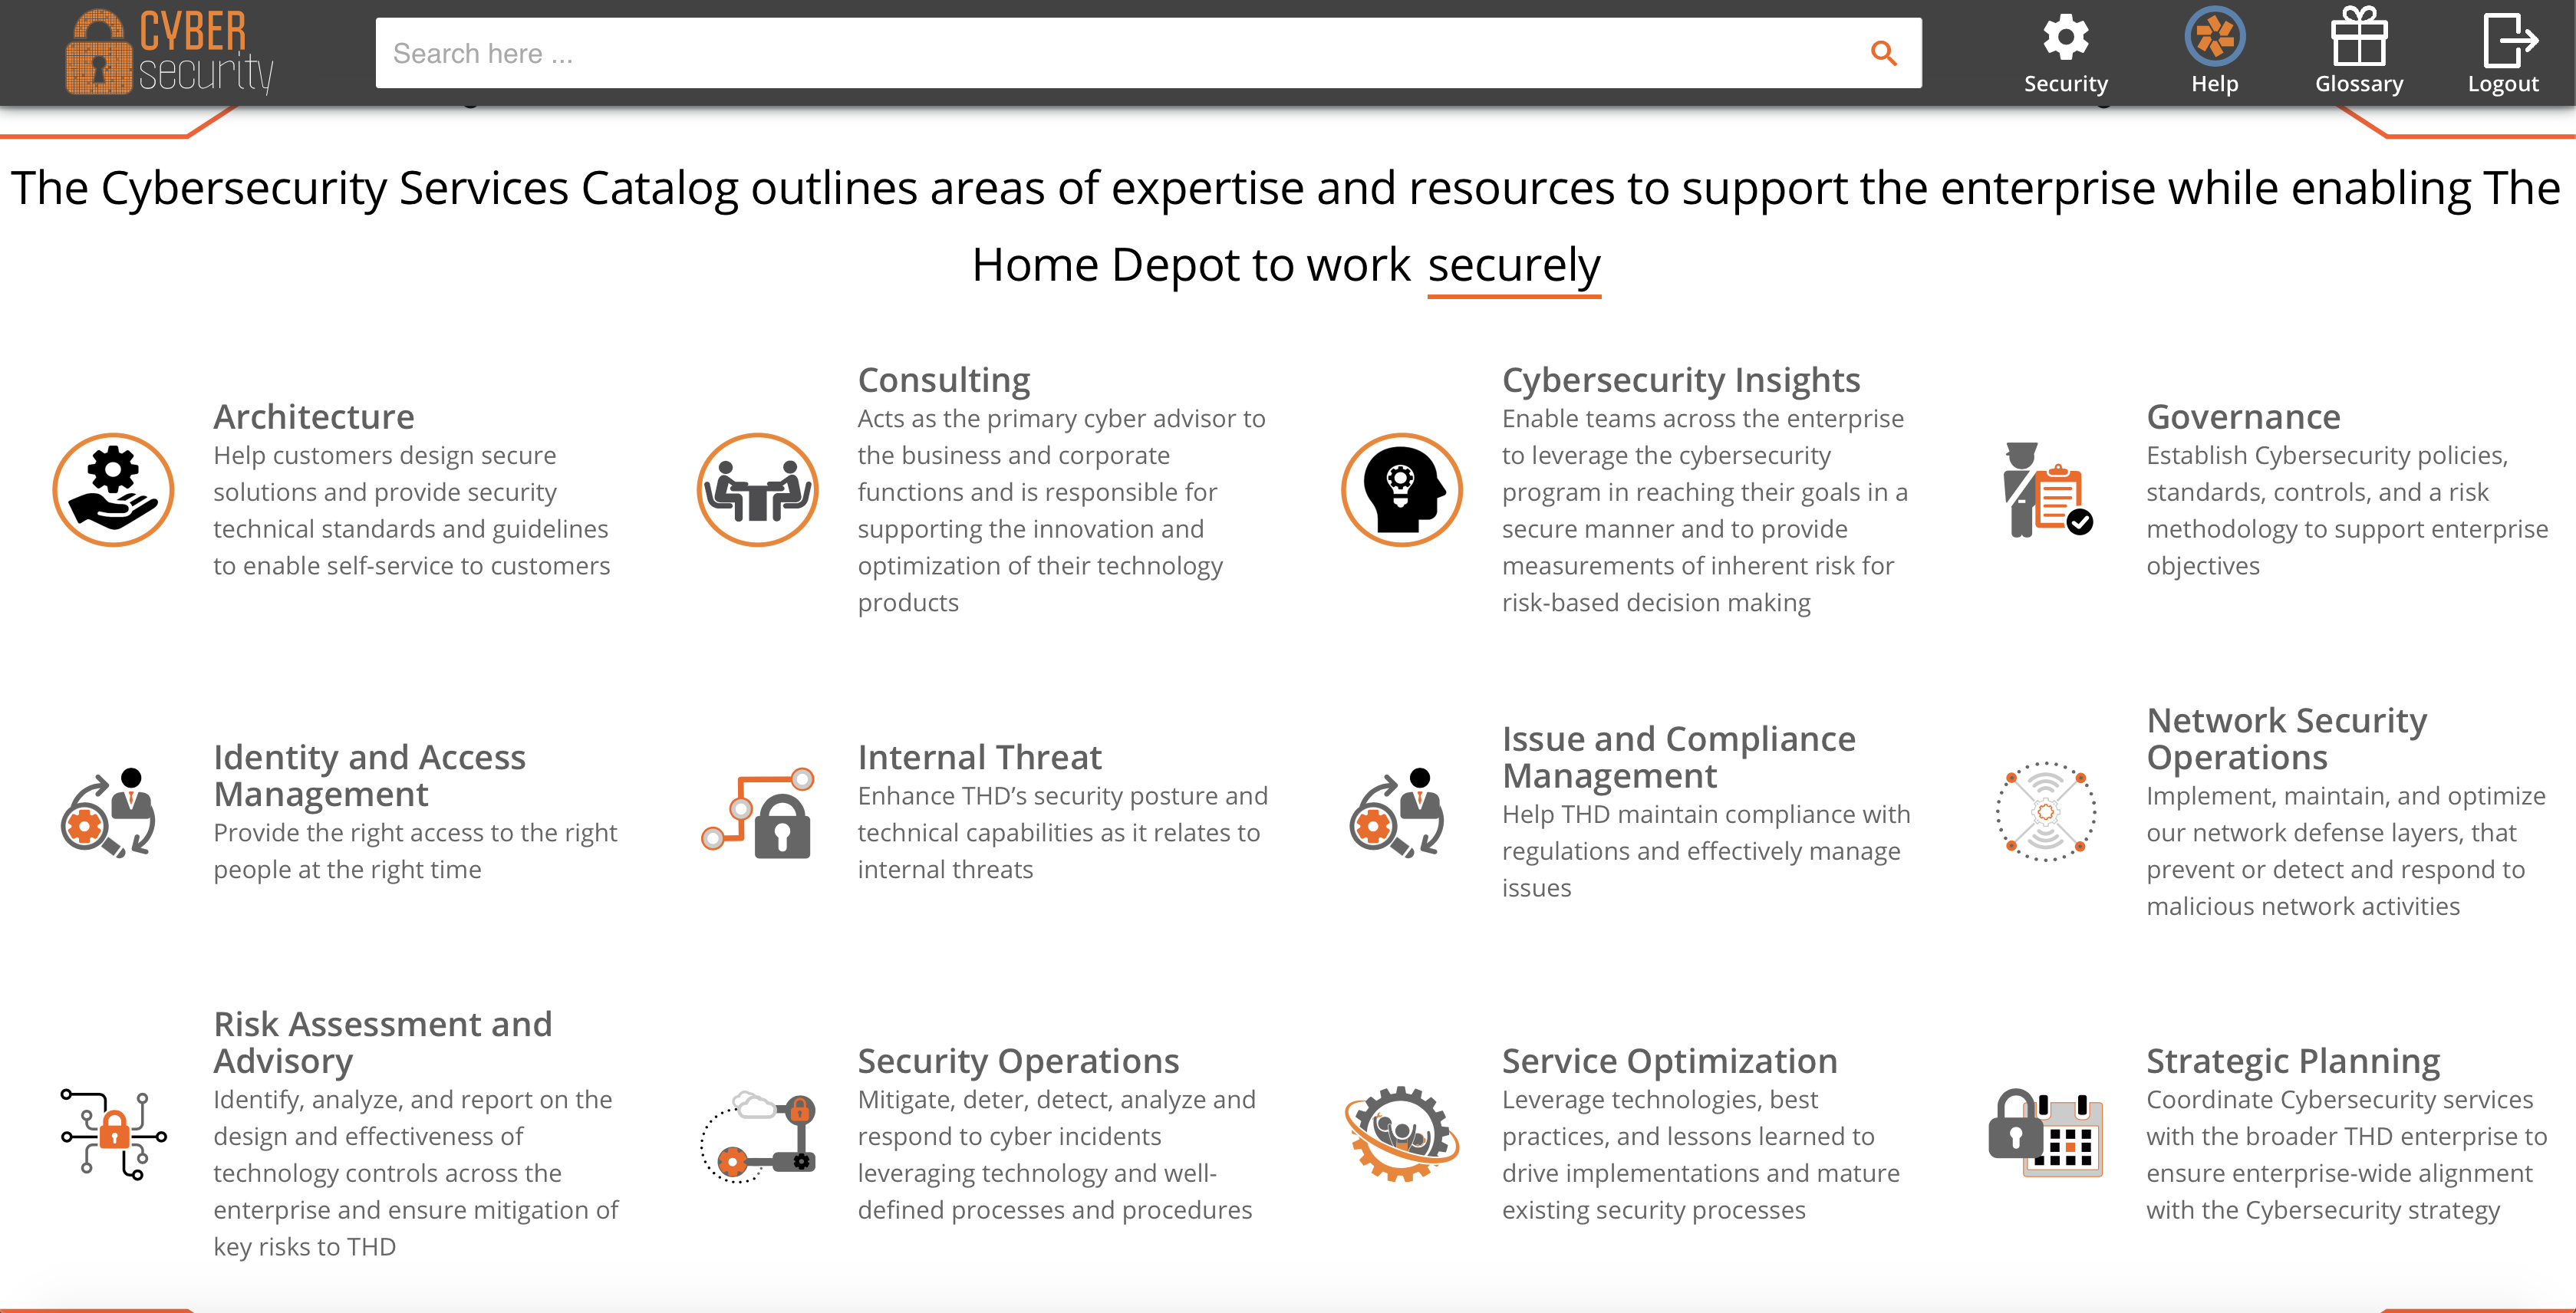 CYBER
security
Search here ...
Security
Help
Glossary
Logout
The Cybersecurity Services Catalog outlines areas of expertise and resources to support the enterprise while enabling The
Home Depot to work securely
Architecture
Help customers design secure
solutions and provide security
technical standards and guidelines
to enable self-service to customers
Consulting
Acts as the primary cyber advisor to
the business and corporate
functions and is responsible for
supporting the innovation and
optimization of their technology
products
Cybersecurity Insights
Enable teams across the enterprise
to leverage the cybersecurity
program in reaching their goals in a
secure manner and to provide
measurements of inherent risk for
risk-based decision making
Governance
Establish Cybersecurity policies,
standards, controls, and a risk
methodology to support enterprise
objectives
Identity and Access
Management
Provide the right access to the right
people at the right time
Internal Threat
Enhance THD’s security posture and
technical capabilities as it relates to
internal threats
Issue and Compliance
Management
Help THD maintain compliance with
regulations and effectively manage
issues
Network Security
Operations
Implement, maintain, and optimize
our network defense layers, that
prevent or detect and respond to
malicious network activities
Risk Assessment and
Advisory
Identify, analyze, and report on the
design and effectiveness of
technology controls across the
enterprise and ensure mitigation of
key risks to THD
Security Operations
Mitigate, deter, detect, analyze and
respond to cyber incidents
leveraging technology and well-
defined processes and procedures
Service Optimization
Leverage technologies, best
practices, and lessons learned to
drive implementations and mature
existing security processes
Strategic Planning
Coordinate Cybersecurity services
with the broader THD enterprise to
ensure enterprise-wide alignment
with the Cybersecurity strategy